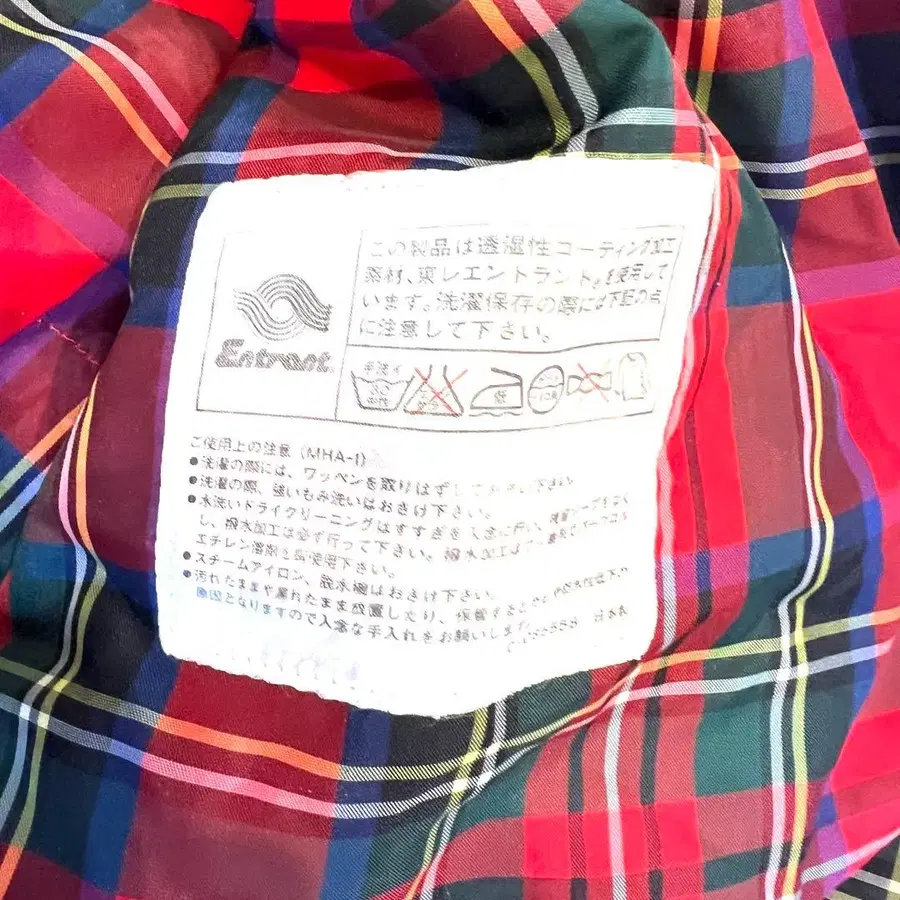 Entrant
この製品は透湿性コーティング加工
素材、東レエントラント®を使用して
います。洗濯保存の際には下記の点
に注意して下さい。
手洗イ
中性
低
ご使用上の注意 (MHA-1)
●洗濯の際には、ワッペンを取りはずして下さい
●洗濯の際、強いもみ洗いはおさけ下さい。
●水洗いドライクリーニングはすすぎを入念に行い、
し、撥水加工は必ず行って下さい。撥水加工は
エチレン溶剤を御使用下さい。
●スチームアイロン、脱水機はおさけ下さい。
●汚れたままや濡れたまま放置したり、保管すると
原因となりますので入念な手入れをお願いします。
日本製